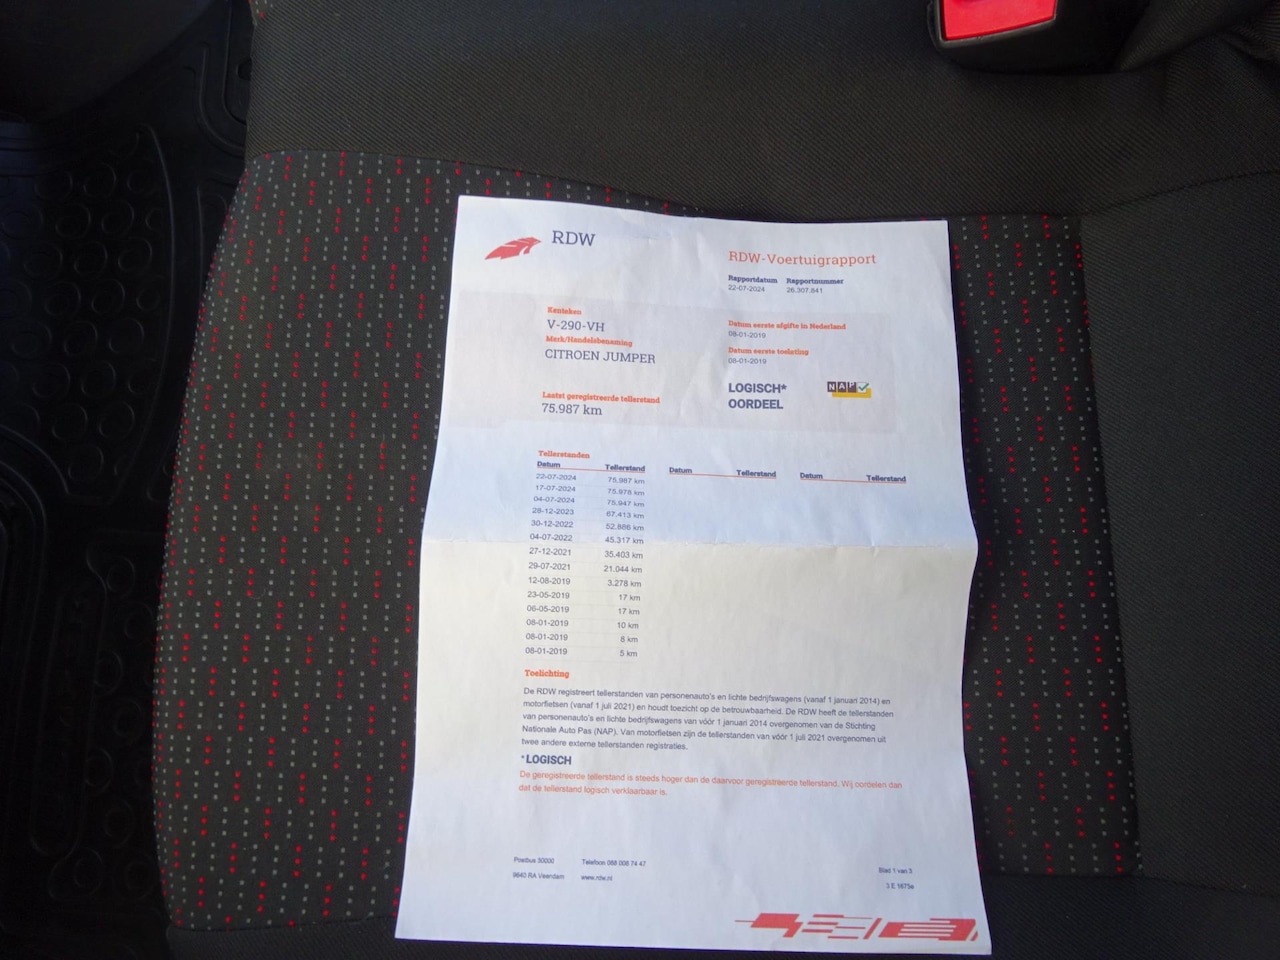 RDW
RDW-Voertuigrapport
Rapportdatum Rapportnummer
22-07-2024 26.307.841
Kenteken
V-290-VH
Merk/Handelsbenaming
CITROEN JUMPER
Datum eerste afgifte in Nederland
08-01-2019
Datum eerste toelating
08-01-2019
Laatst geregistreerde tellerstand
75.987 km
LOGISCH*
OORDEEL
NAP
Tellerstanden
Datum Tellerstand Datum Tellerstand Datum Tellerstand
22-07-2024 75.987 km
17-07-2024 75.978 km
04-07-2024 75.947 km
28-12-2023 67.413 km
30-12-2022 52.886 km
04-07-2022 45.317 km
27-12-2021 35.403 km
29-07-2021 21.044 km
12-08-2019 3.278 km
23-05-2019 17 km
06-05-2019 17 km
08-01-2019 10 km
08-01-2019 8 km
08-01-2019 5 km
Toelichting
De RDW registreert tellerstanden van personenauto's en lichte bedrijfswagens (vanaf 1 januari 2014) en
motorfietsen (vanaf 1 juli 2021) en houdt toezicht op de betrouwbaarheid. De RDW heeft de tellerstanden
van personenauto's en lichte bedrijfswagens van vóór 1 januari 2014 overgenomen van de Stichting
Nationale Auto Pas (NAP). Van motorfietsen zijn de tellerstanden van vóór 1 juli 2021 overgenomen uit
twee andere externe tellerstanden registraties.
*LOGISCH
De geregistreerde tellerstand is steeds hoger dan de daarvoor geregistreerde tellerstand. Wij oordelen dan
dat de tellerstand logisch verklaarbaar is.
Postbus 30000 Telefoon 088 008 74 47
9640 RA Veendam www.rdw.nl
Blad 1 van 3
3 E 1675e